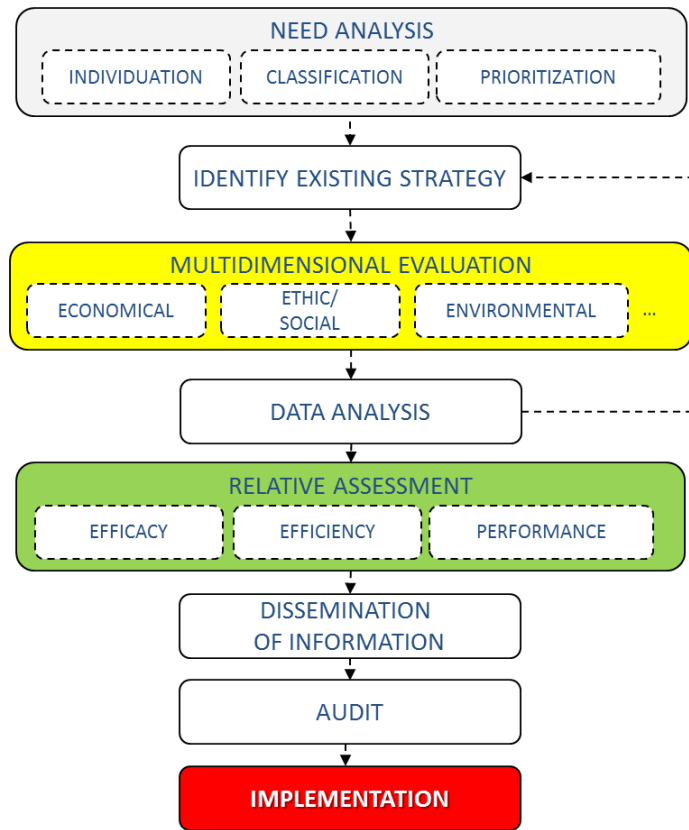 NEED ANALYSIS
INDIVIDUATION CLASSIFICATION PRIORITIZATION
IDENTIFY EXISTING STRATEGY
MULTIDIMENSIONAL EVALUATION
ECONOMICAL ETHIC/ SOCIAL ENVIRONMENTAL ...
DATA ANALYSIS
RELATIVE ASSESSMENT
EFFICACY EFFICIENCY PERFORMANCE
DISSEMINATION
OF INFORMATION
AUDIT
IMPLEMENTATION